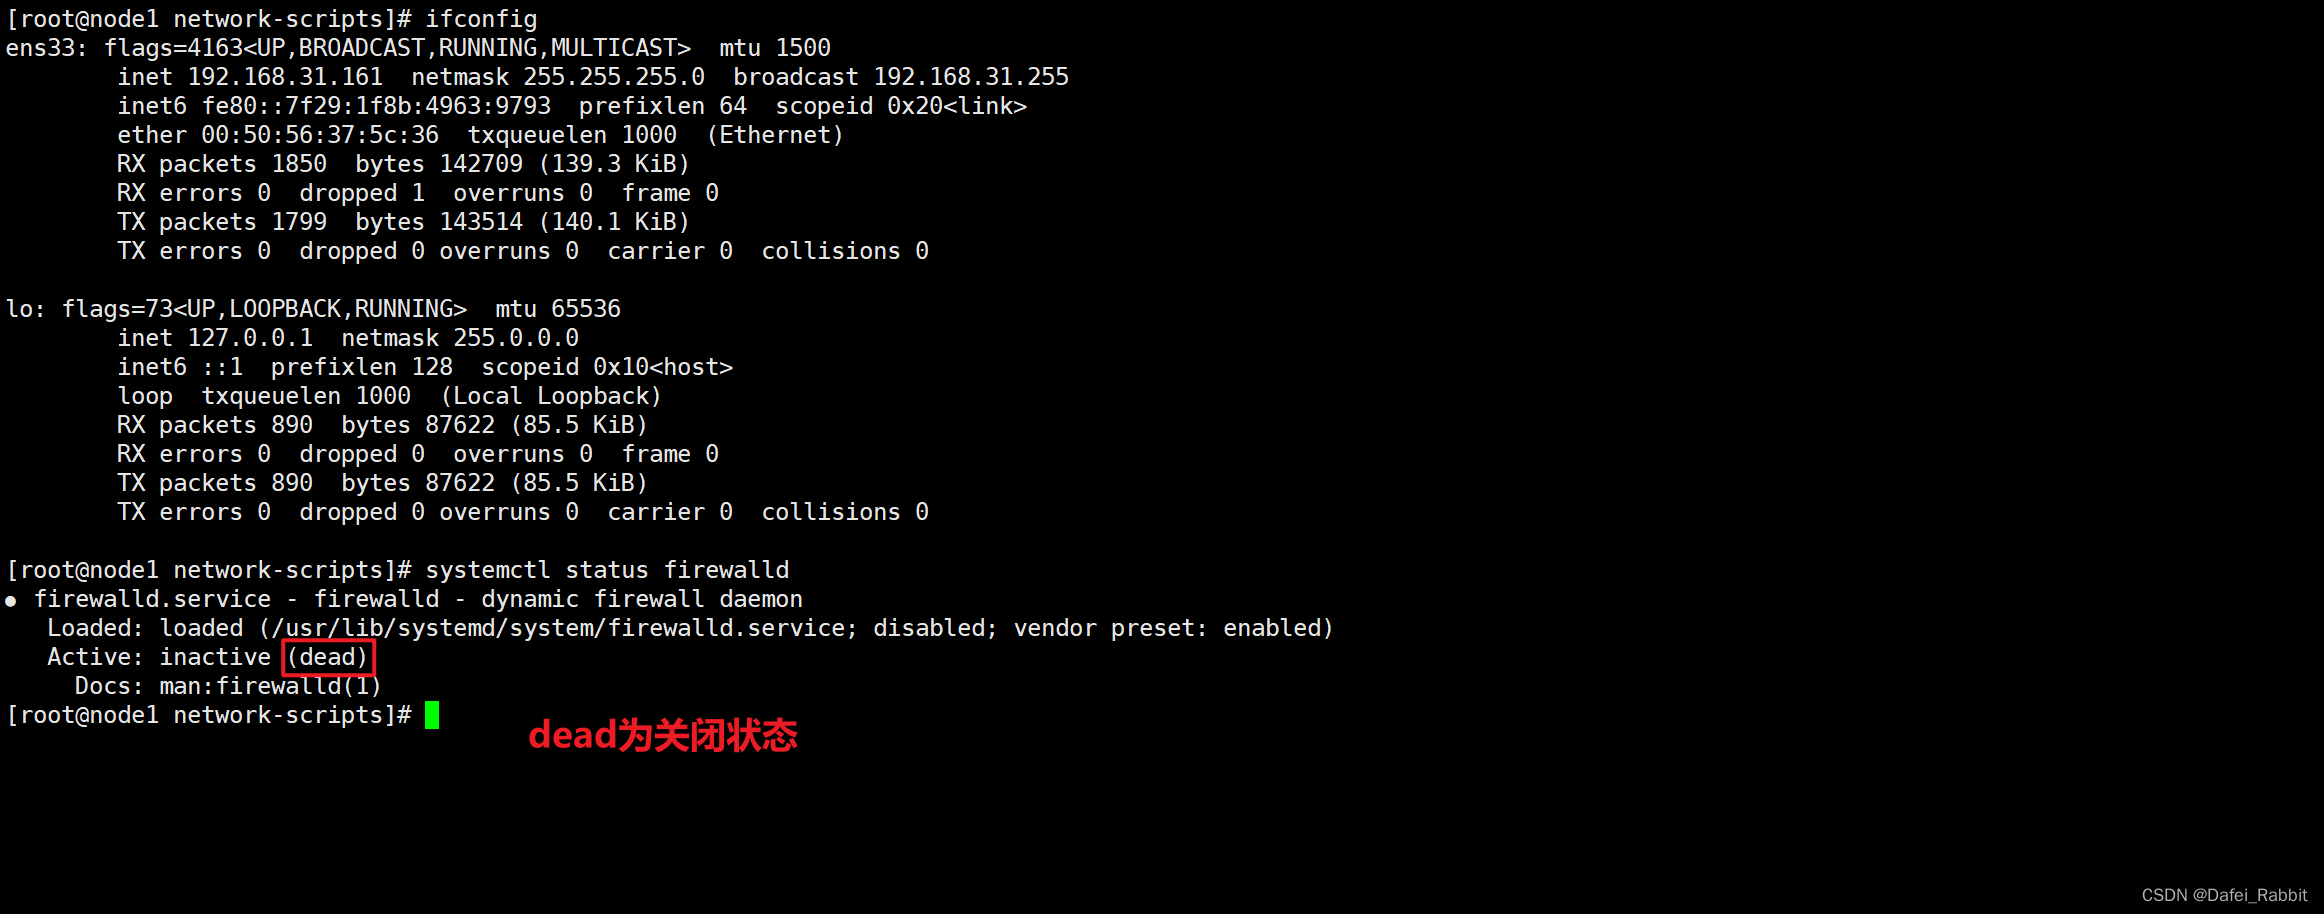 [root@node1 network-scripts]# ifconfig
ens33: flags=4163<UP,BROADCAST,RUNNING,MULTICAST>  mtu 1500
        inet 192.168.31.161  netmask 255.255.255.0  broadcast 192.168.31.255
        inet6 fe80::7f29:1f8b:4963:9793  prefixlen 64  scopeid 0x20<link>
        ether 00:50:56:37:5c:36  txqueuelen 1000  (Ethernet)
        RX packets 1850  bytes 142709 (139.3 KiB)
        RX errors 0  dropped 1  overruns 0  frame 0
        TX packets 1799  bytes 143514 (140.1 KiB)
        TX errors 0  dropped 0 overruns 0  carrier 0  collisions 0
lo: flags=73<UP,LOOPBACK,RUNNING>  mtu 65536
        inet 127.0.0.1  netmask 255.0.0.0
        inet6 ::1  prefixlen 128  scopeid 0x10<host>
        loop  txqueuelen 1000  (Local Loopback)
        RX packets 890  bytes 87622 (85.5 KiB)
        RX errors 0  dropped 0  overruns 0  frame 0
        TX packets 890  bytes 87622 (85.5 KiB)
        TX errors 0  dropped 0 overruns 0  carrier 0  collisions 0
[root@node1 network-scripts]# systemctl status firewalld
● firewalld.service - firewalld - dynamic firewall daemon
   Loaded: loaded (/usr/lib/systemd/system/firewalld.service; disabled; vendor preset: enabled)
   Active: inactive (dead)
     Docs: man:firewalld(1)
[root@node1 network-scripts]#
dead为关闭状态
CSDN @Dafei_Rabbit